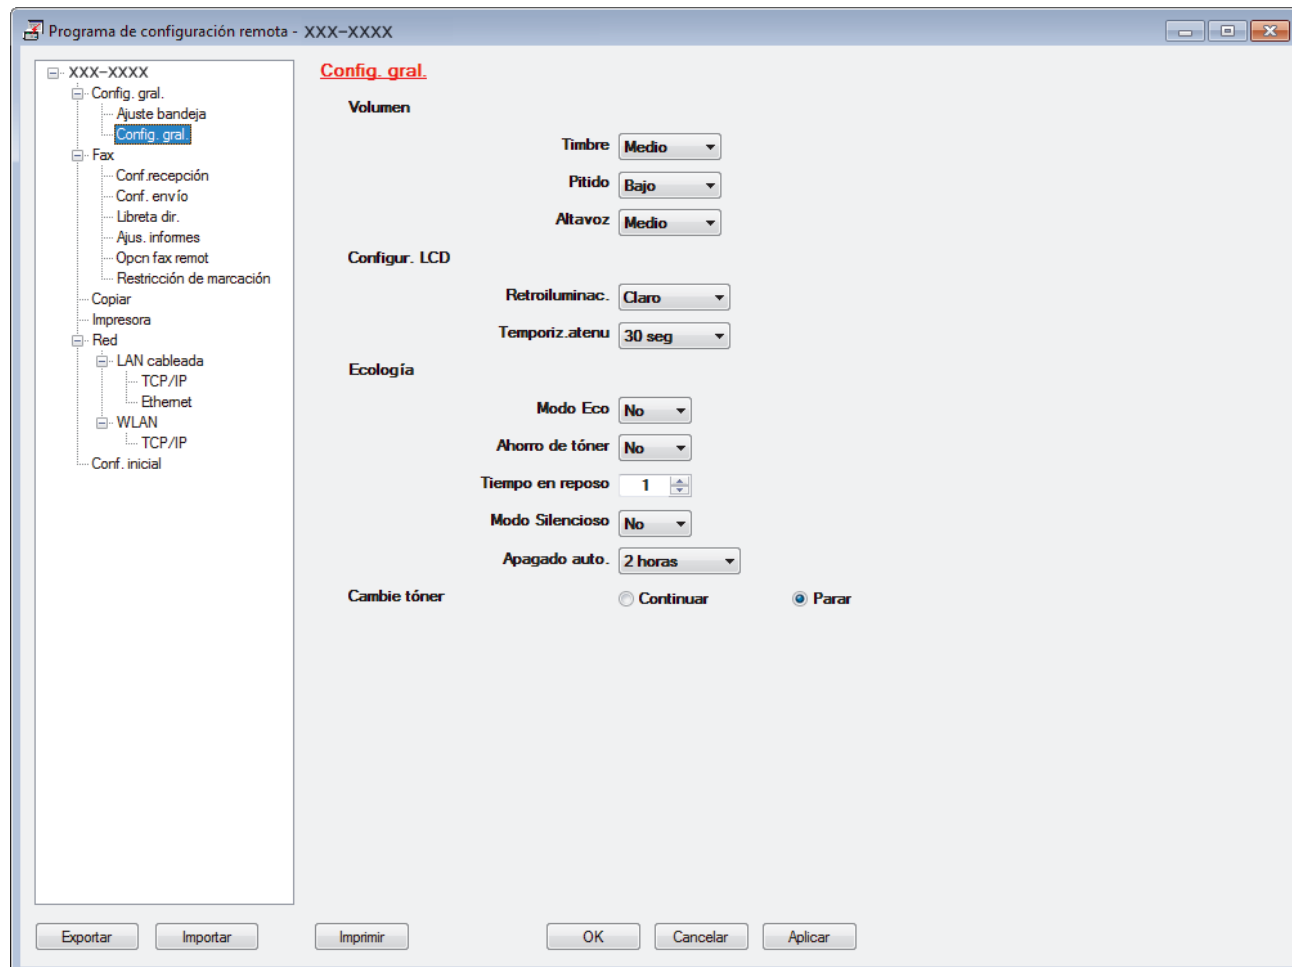 Programa de configuración remota - XXX-XXXX
XXX-XXXX
Config. gral.
Ajuste bandeja
Config. gral.
Fax
Conf.recepción
Conf. envío
Libreta dir.
Ajus. informes
Opcn fax remot
Restricción de marcación
Copiar
Impresora
Red
LAN cableada
TCP/IP
Ethernet
WLAN
TCP/IP
Conf. inicial
Config. gral.
Volumen
Timbre Medio
Pitido Bajo
Altavoz Medio
Configur. LCD
Retroiluminac. Claro
Temporiz.atenu 30 seg
Ecología
Modo Eco No
Ahorro de tóner No
Tiempo en reposo 1
Modo Silencioso No
Apagado auto. 2 horas
Cambie tóner Continuar Parar
Exportar Importar Imprimir OK Cancelar Aplicar